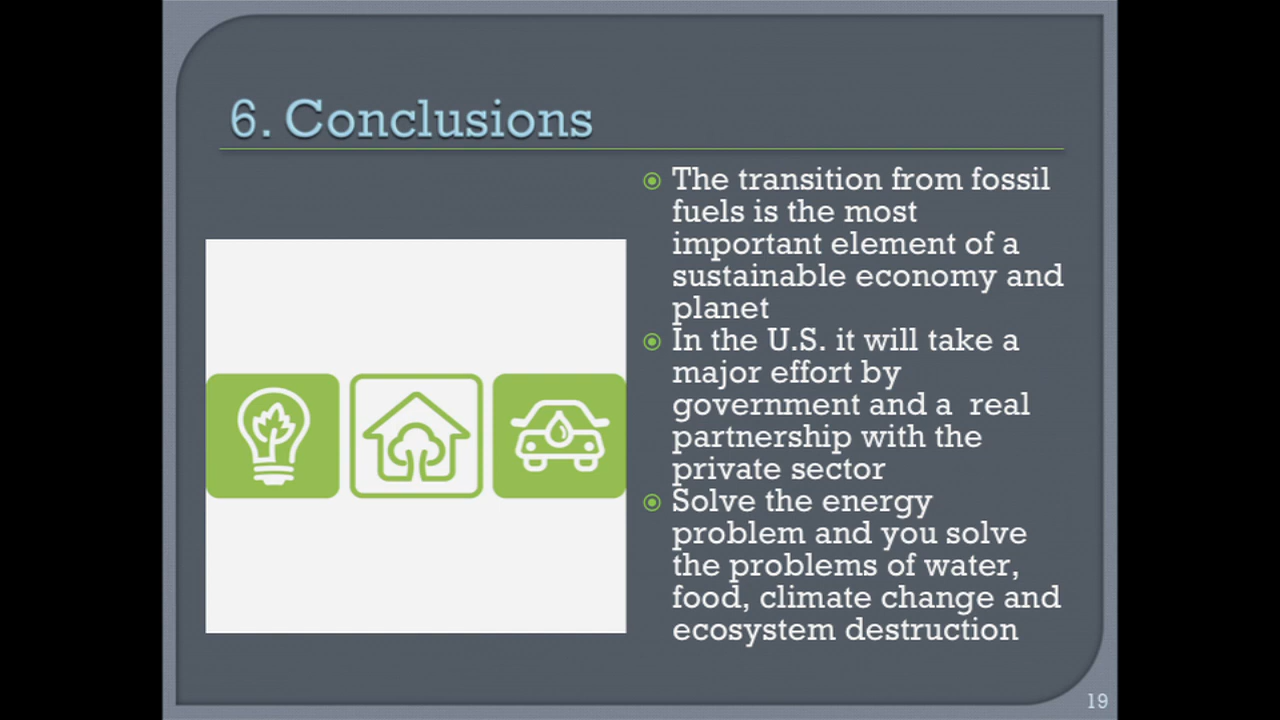 6. Conclusions
The transition from fossil
fuels is the most
important element of a
sustainable economy and
planet
In the U.S. it will take a
major effort by
government and a  real
partnership with the
private sector
Solve the energy
problem and you solve
the problems of water,
food, climate change and
ecosystem destruction
19